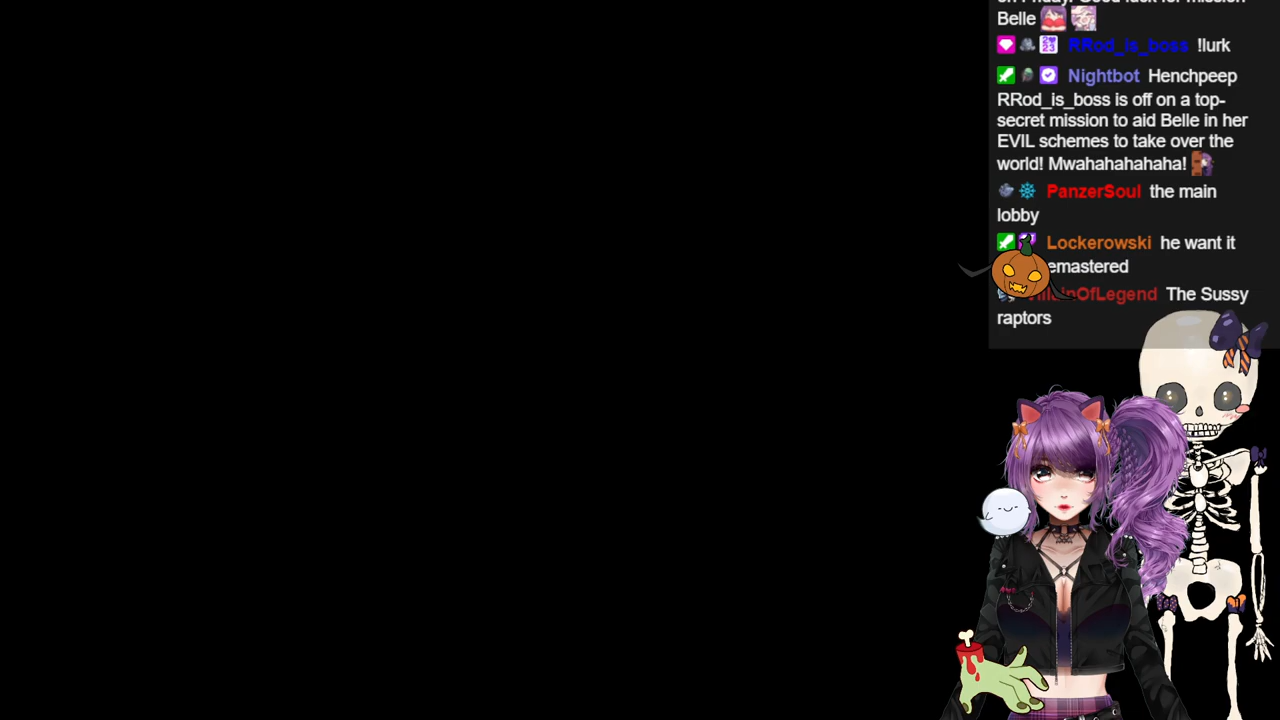 Belle
RRod_is_boss !lurk
Nightbot Henchpeep
RRod_is_boss is off on a top-
secret mission to aid Belle in her
EVIL schemes to take over the
world! Mwahahahahaha!
PanzerSoul the main
lobby
Lockerowski he want it
emastered
OfLegend The Sussy
raptors